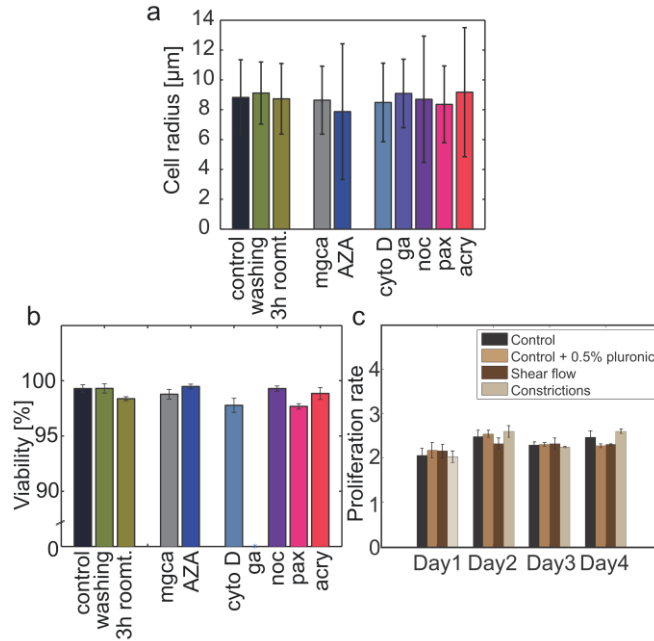 a
Cell radius [µm]
14
12
10
8
6
4
2
0
control
washing
3h roomt.
mgca
AZA
cyto D
ga
noc
pax
acry
b
Viability [%]
100
95
90
0
control
washing
3h roomt.
mgca
AZA
cyto D
ga
noc
pax
acry
c
Proliferation rate
4
3
2
1
0
Control
Control + 0.5% pluronic
Shear flow
Constrictions
Day1 Day2 Day3 Day4